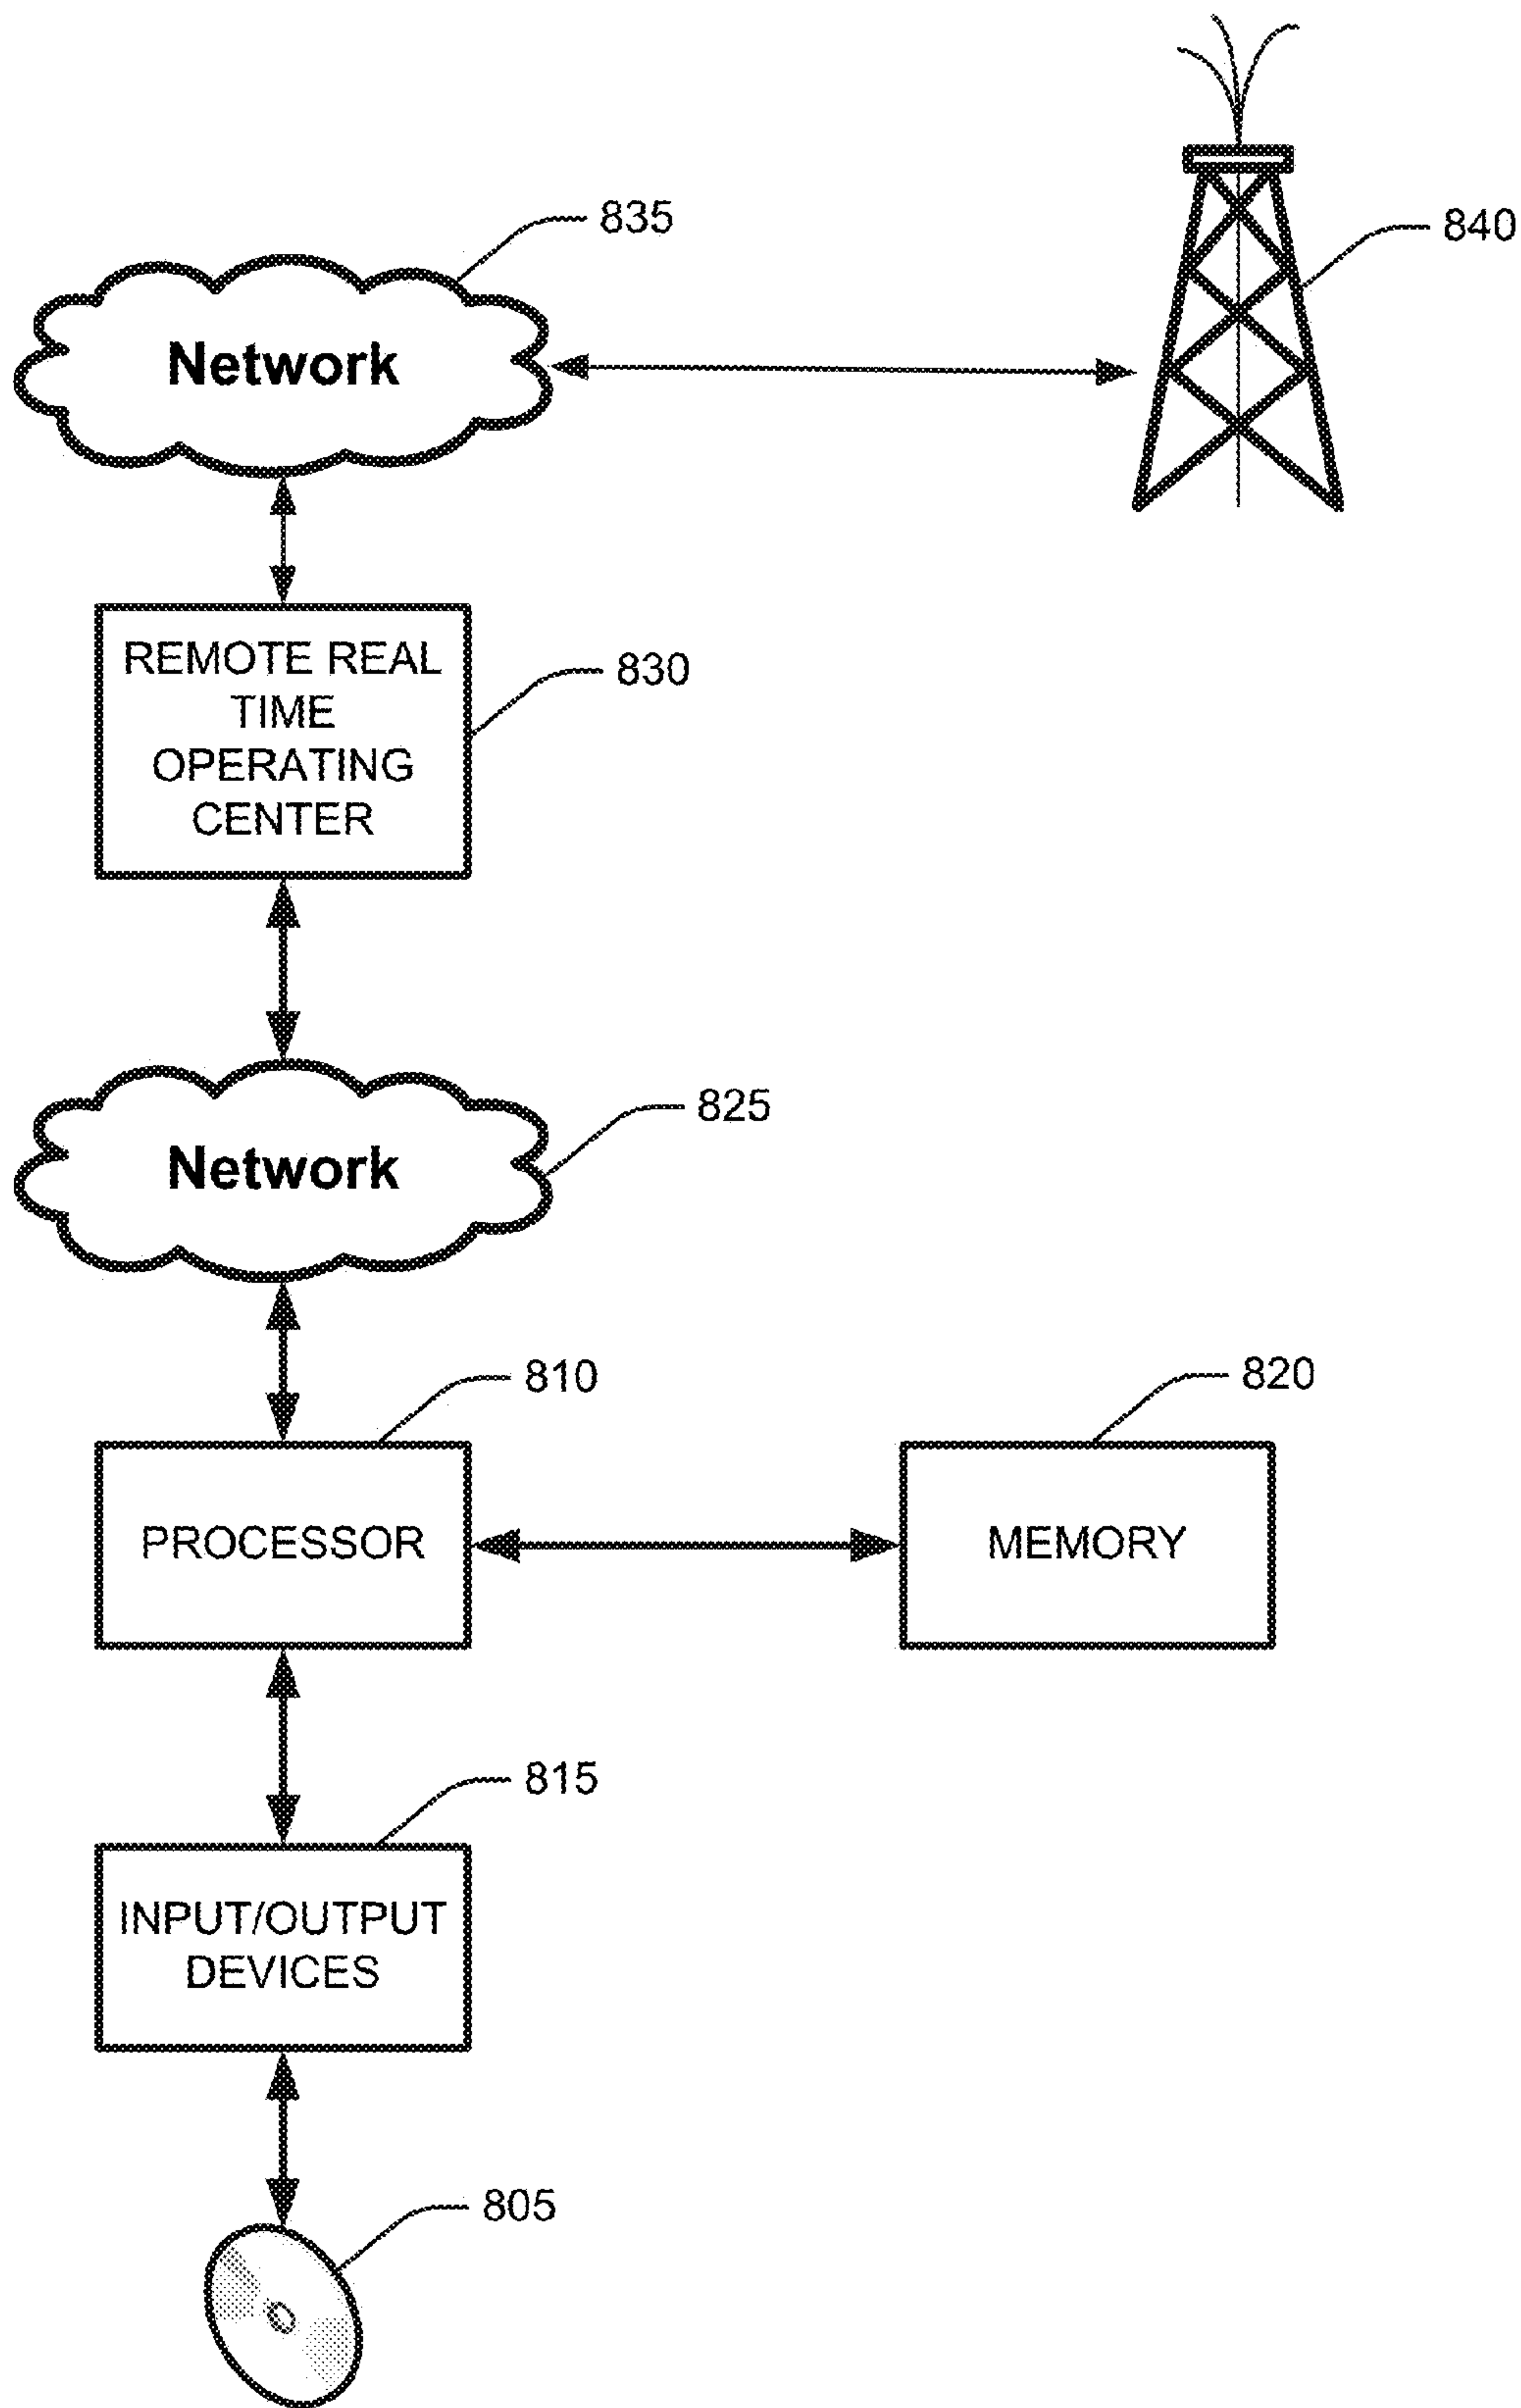 835
840
Network
REMOTE REAL
TIME
OPERATING
CENTER
830
825
Network
810
820
PROCESSOR
MEMORY
815
INPUT/OUTPUT
DEVICES
805